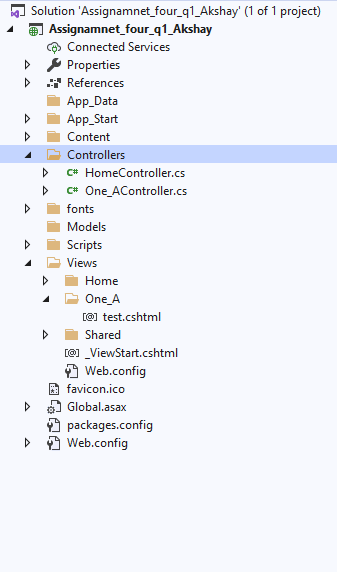 Solution 'Assignamnet_four_q1_Akshay' (1 of 1 project)
Assignamnet_four_q1_Akshay
Connected Services
Properties
References
App_Data
App_Start
Content
Controllers
C# HomeController.cs
C# One_AController.cs
fonts
Models
Scripts
Views
Home
One_A
[@] test.cshtml
Shared
[@] _ViewStart.cshtml
Web.config
favicon.ico
Global.asax
packages.config
Web.config